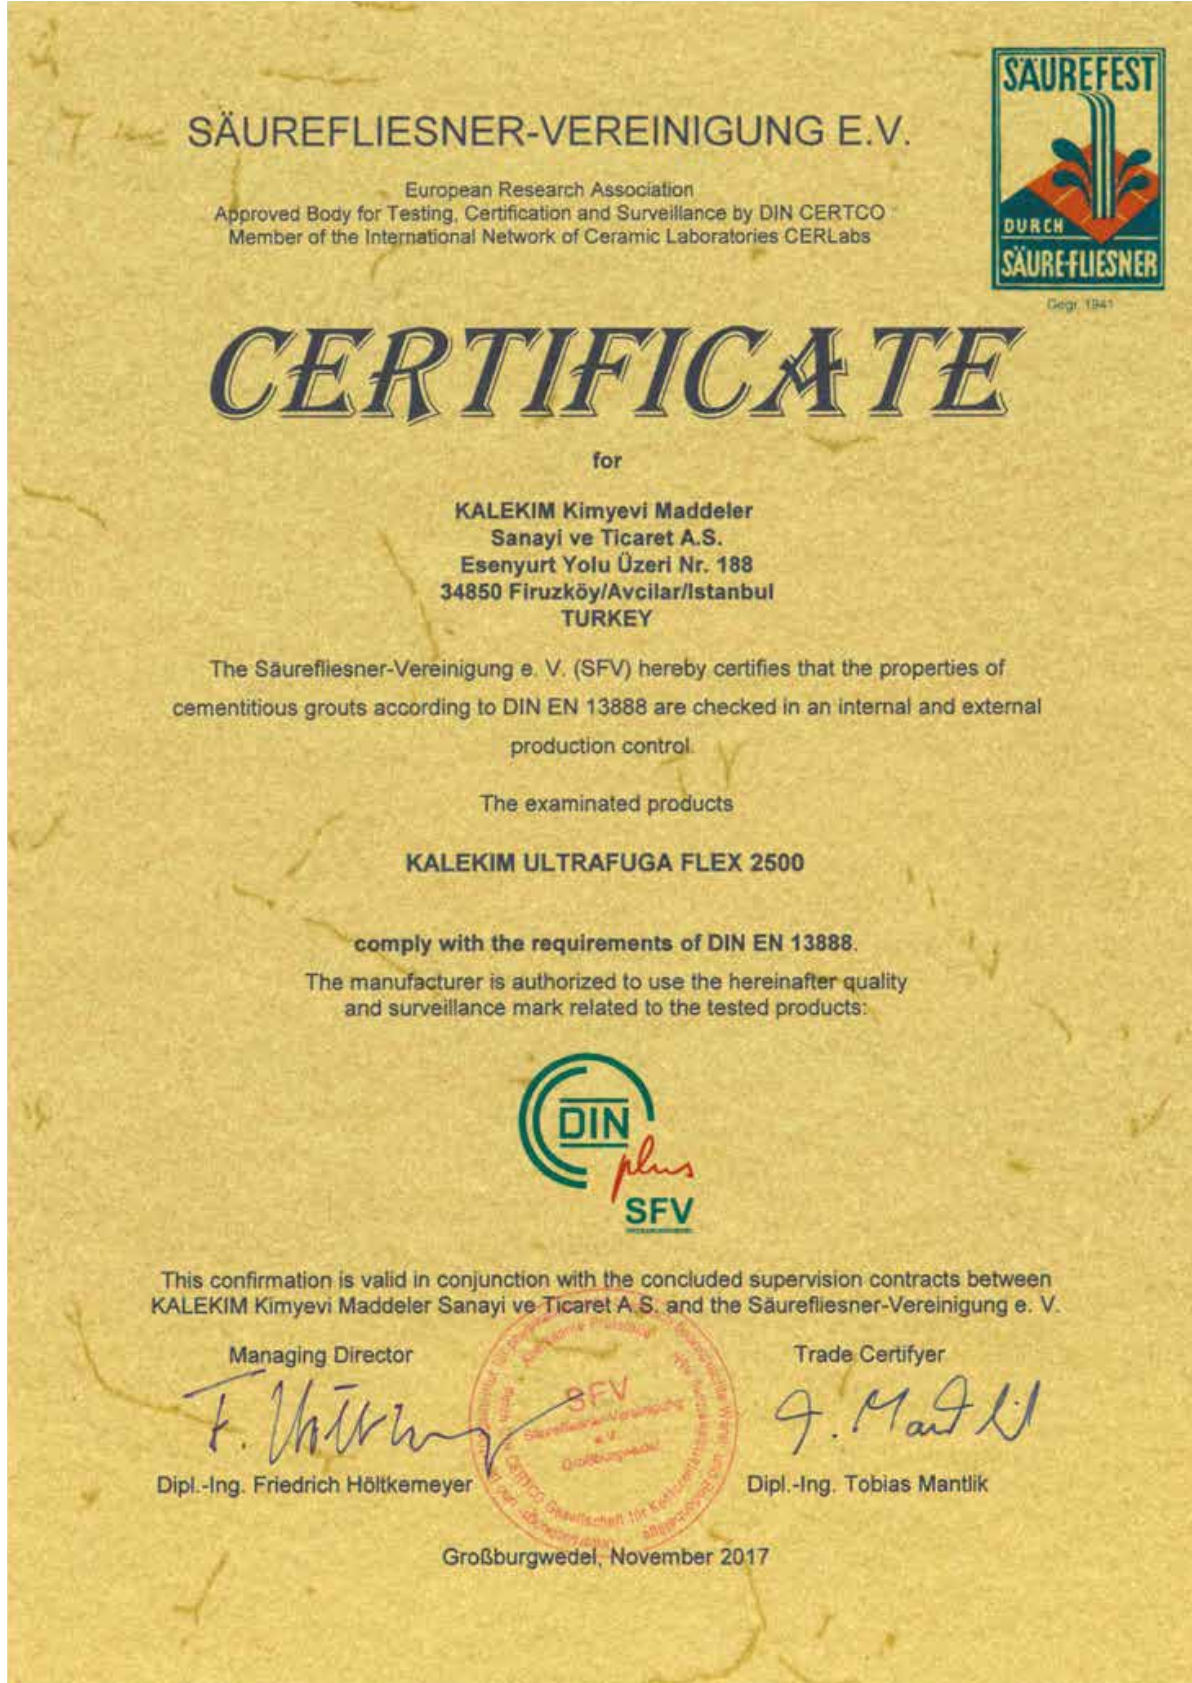 SÄUREFEST
DURCH
SÄURE-FLIESNER
Gegr. 1941
SÄUREFLIESNER-VEREINIGUNG E.V.
European Research Association
Approved Body for Testing, Certification and Surveillance by DIN CERTCO
Member of the International Network of Ceramic Laboratories CERLabs
CERTIFICATE
for
KALEKIM Kimyevi Maddeler
Sanayi ve Ticaret A.S.
Esenyurt Yolu Üzeri Nr. 188
34850 Firuzköy/Avcilar/Istanbul
TURKEY
The Säurefliesner-Vereinigung e. V. (SFV) hereby certifies that the properties of
cementitious grouts according to DIN EN 13888 are checked in an internal and external
production control.
The examinated products
KALEKIM ULTRAFUGA FLEX 2500
comply with the requirements of DIN EN 13888.
The manufacturer is authorized to use the hereinafter quality
and surveillance mark related to the tested products:
DIN
plus
SFV
This confirmation is valid in conjunction with the concluded supervision contracts between
KALEKIM Kimyevi Maddeler Sanayi ve Ticaret A.S. and the Säurefliesner-Vereinigung e. V.
Managing Director
Trade Certifyer
SFV
Säurefliesner-Vereinigung
e.V.
Großburgwedel
CERTCO Gesellschaft für
Dipl.-Ing. Friedrich Höltkemeyer
Dipl.-Ing. Tobias Mantlik
Großburgwedel, November 2017